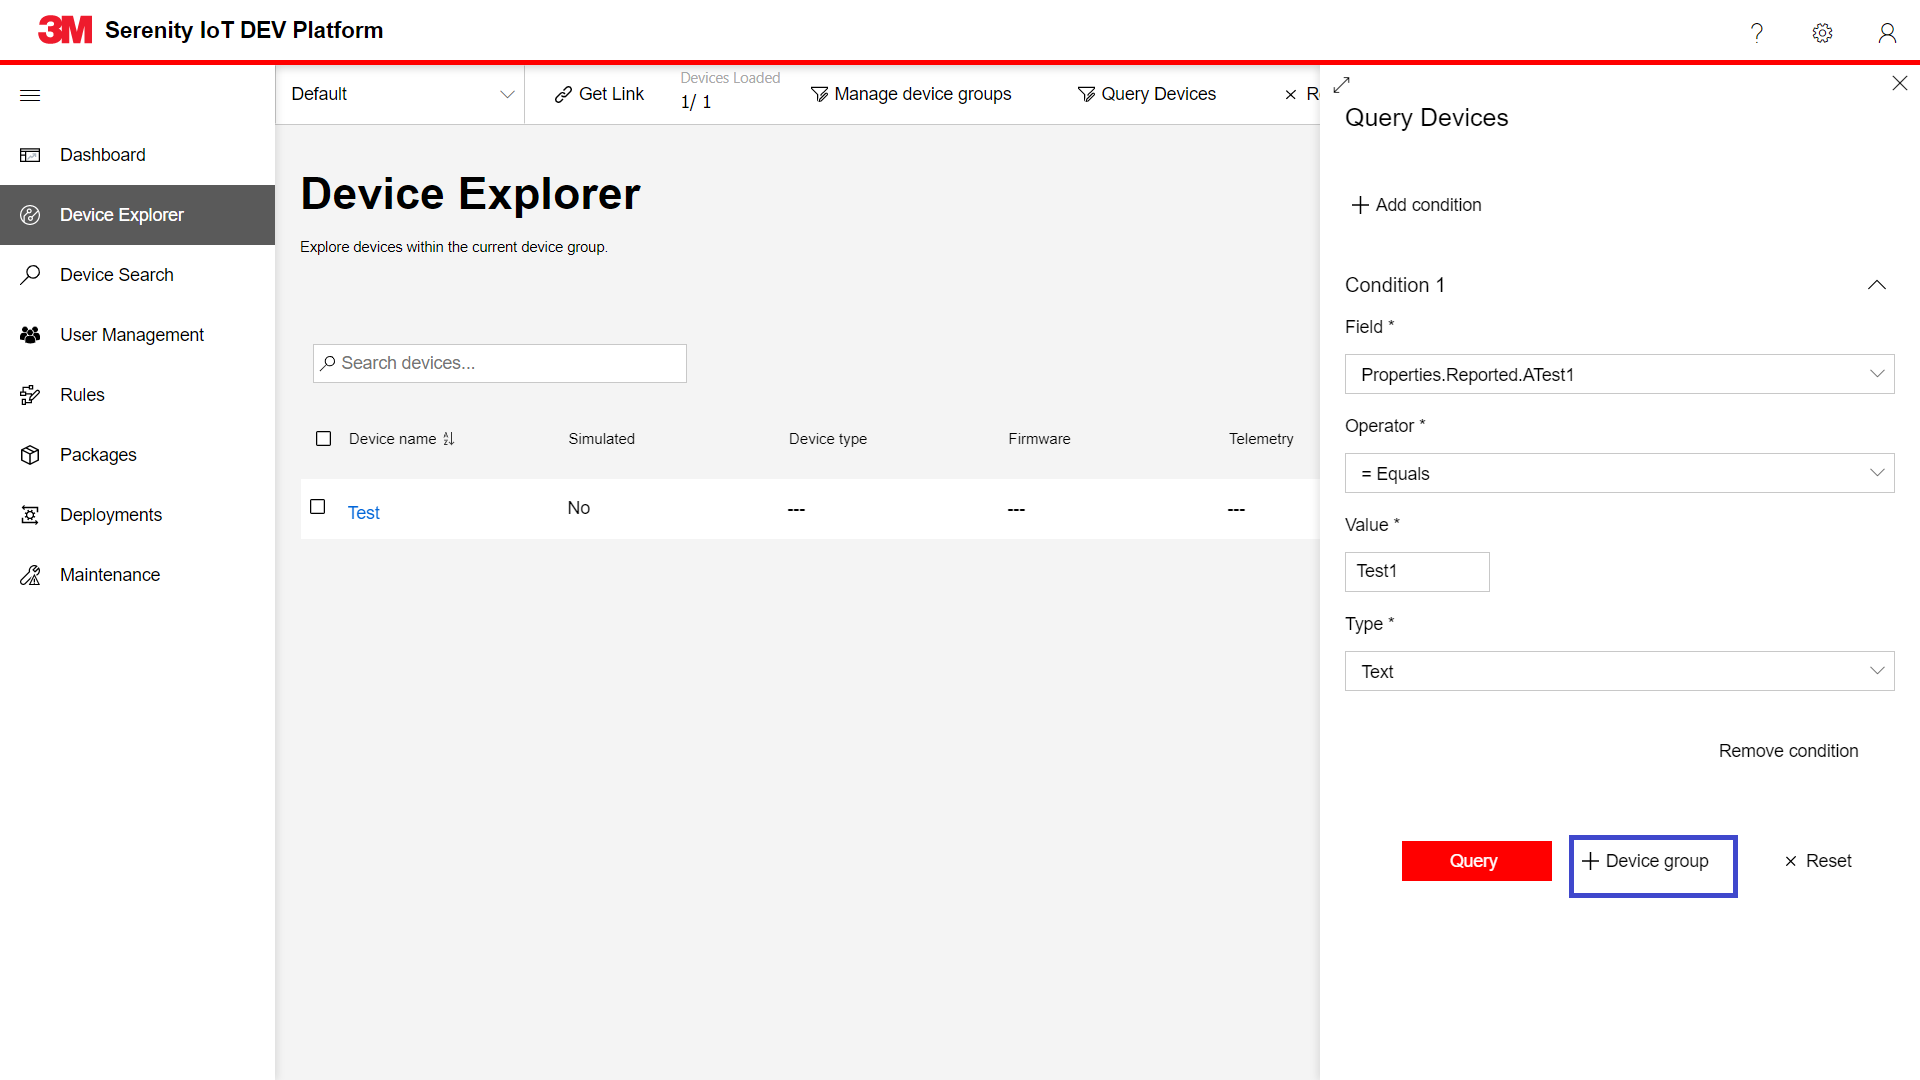 3M Serenity IoT DEV Platform
Default
Get Link
Devices Loaded
1/ 1
Manage device groups
Query Devices
Query Devices
Dashboard
Device Explorer
Device Search
User Management
Rules
Packages
Deployments
Maintenance
Device Explorer
Explore devices within the current device group.
Search devices...
Device name Simulated Device type Firmware Telemetry
Test No --- --- ---
Add condition
Condition 1
Field *
Properties.Reported.ATest1
Operator *
= Equals
Value *
Test1
Type *
Text
Remove condition
Query
Device group
Reset